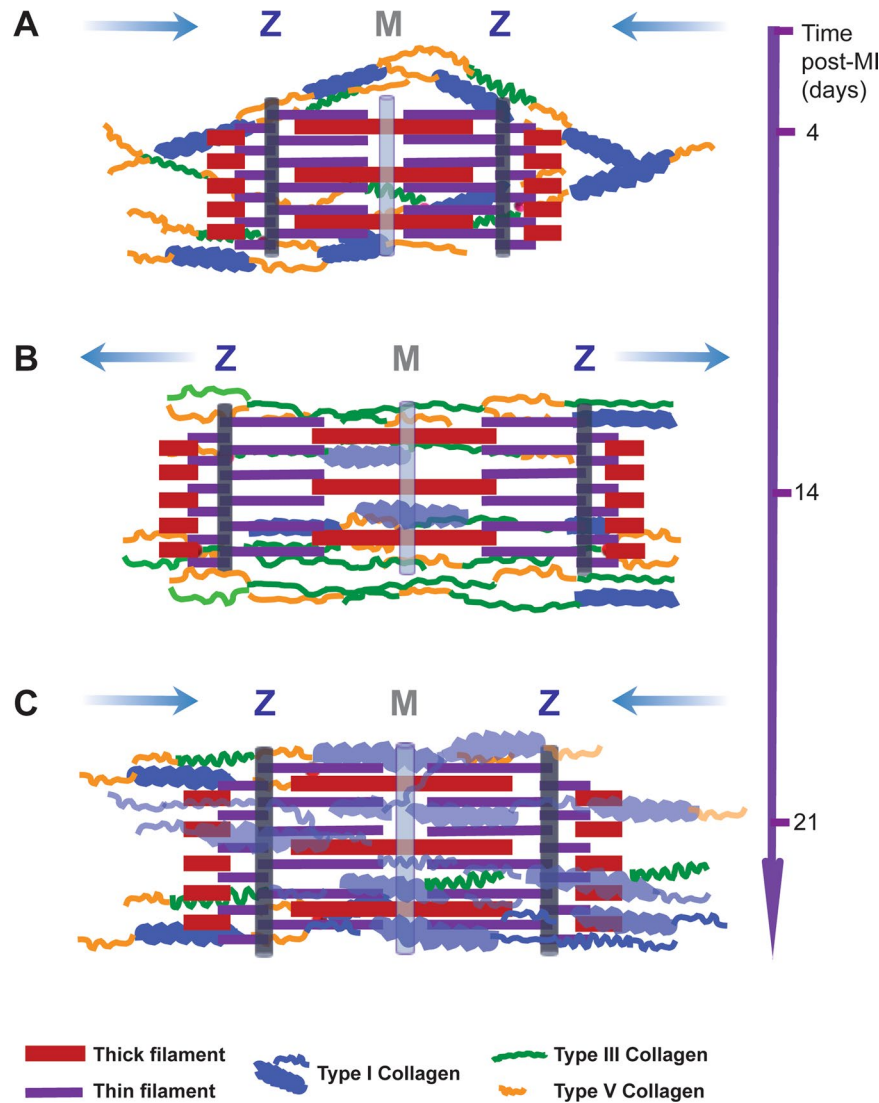 A
Z M Z
Time
post-MI
(days)
4
B
Z M Z
14
C
Z M Z
21
Thick filament
Thin filament
Type I Collagen
Type III Collagen
Type V Collagen